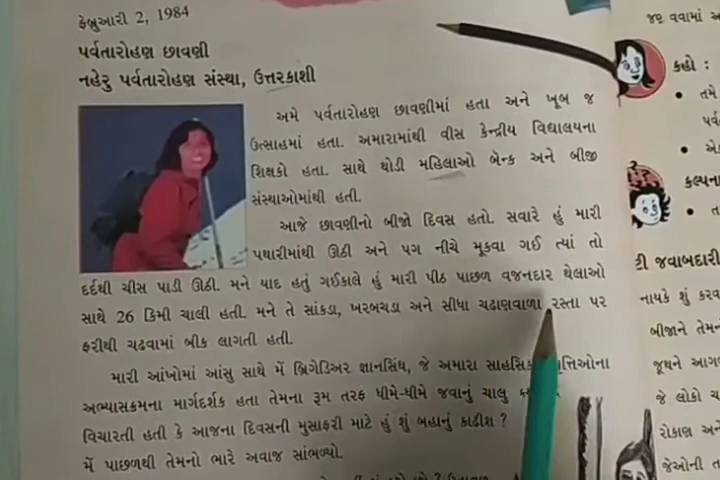 ફેબ્રુઆરી 2, 1984
પર્વતારોહણ છાવણી
નહેરુ પર્વતારોહણ સંસ્થા, ઉત્તરકાશી
અમે પર્વતારોહણ છાવણીમાં હતા અને ખૂબ જ
ઉત્સાહમાં હતા. અમારામાંથી વીસ કેન્દ્રીય વિદ્યાલયના
શિક્ષકો હતા. સાથે થોડી મહિલાઓ બૅન્ક અને બીજી
સંસ્થાઓમાંથી હતી.
આજે છાવણીનો બીજો દિવસ હતો. સવારે હું મારી
પથારીમાંથી ઊઠી અને પગ નીચે મૂકવા ગઈ ત્યાં તો
દર્દથી ચીસ પાડી ઊઠી. મને યાદ હતું ગઈકાલે હું મારી પીઠ પાછળ વજનદાર થેલાઓ
સાથે 26 કિમી ચાલી હતી. મને તે સાંકડા, ખરબચડા અને સીધા ચઢાણવાળા રસ્તા પર
ફરીથી ચઢવામાં બીક લાગતી હતી.
મારી આંખોમાં આંસુ સાથે મેં બ્રિગેડિઅર જ્ઞાનસિંઘ, જે અમારા
અભ્યાસક્રમના માર્ગદર્શક હતા તેમના રૂમ તરફ ધીમે-ધીમે જવાનું ચાલુ
વિચારતી હતી કે આજના દિવસની મુસાફરી માટે હું શું બહાનું કાઢીશ ?
મેં પાછળથી તેમનો ભારે અવાજ સાંભળ્યો.
જણ વવામાં
કહો :
• તમે
•
કલ્પના
•
જવાબદારી
નાયકે શું કરવ
બીજાને તેમન
જૂથને આગ
જે લોકો
રોકાણ અને
જેઓની